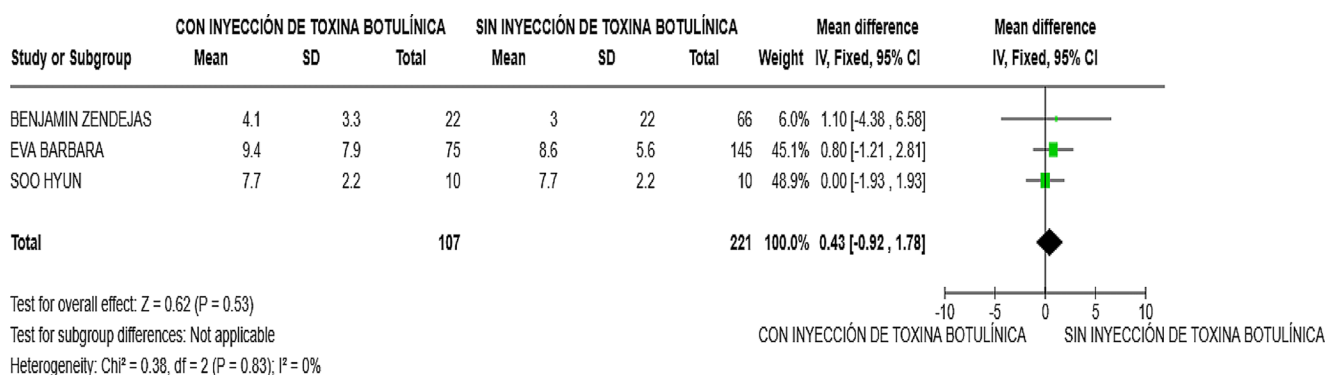 CON INYECCIÓN DE TOXINA BOTULÍNICA SIN INYECCIÓN DE TOXINA BOTULÍNICA Mean difference Mean difference
Study or Subgroup Mean SD Total Mean SD Total Weight IV, Fixed, 95% CI IV, Fixed, 95% CI
BENJAMIN ZENDEJAS 4.1 3.3 22 3 22 66 6.0% 1.10 [-4.38 , 6.58]
EVA BARBARA 9.4 7.9 75 8.6 5.6 145 45.1% 0.80 [-1.21 , 2.81]
SOO HYUN 7.7 2.2 10 7.7 2.2 10 48.9% 0.00 [-1.93 , 1.93]
Total 107 221 100.0% 0.43 [-0.92 , 1.78]
Test for overall effect: Z = 0.62 (P = 0.53)
Test for subgroup differences: Not applicable
Heterogeneity: Chi² = 0.38, df = 2 (P = 0.83); I² = 0%
-10 -5 0 5 10
CON INYECCIÓN DE TOXINA BOTULÍNICA SIN INYECCIÓN DE TOXINA BOTULÍNICA